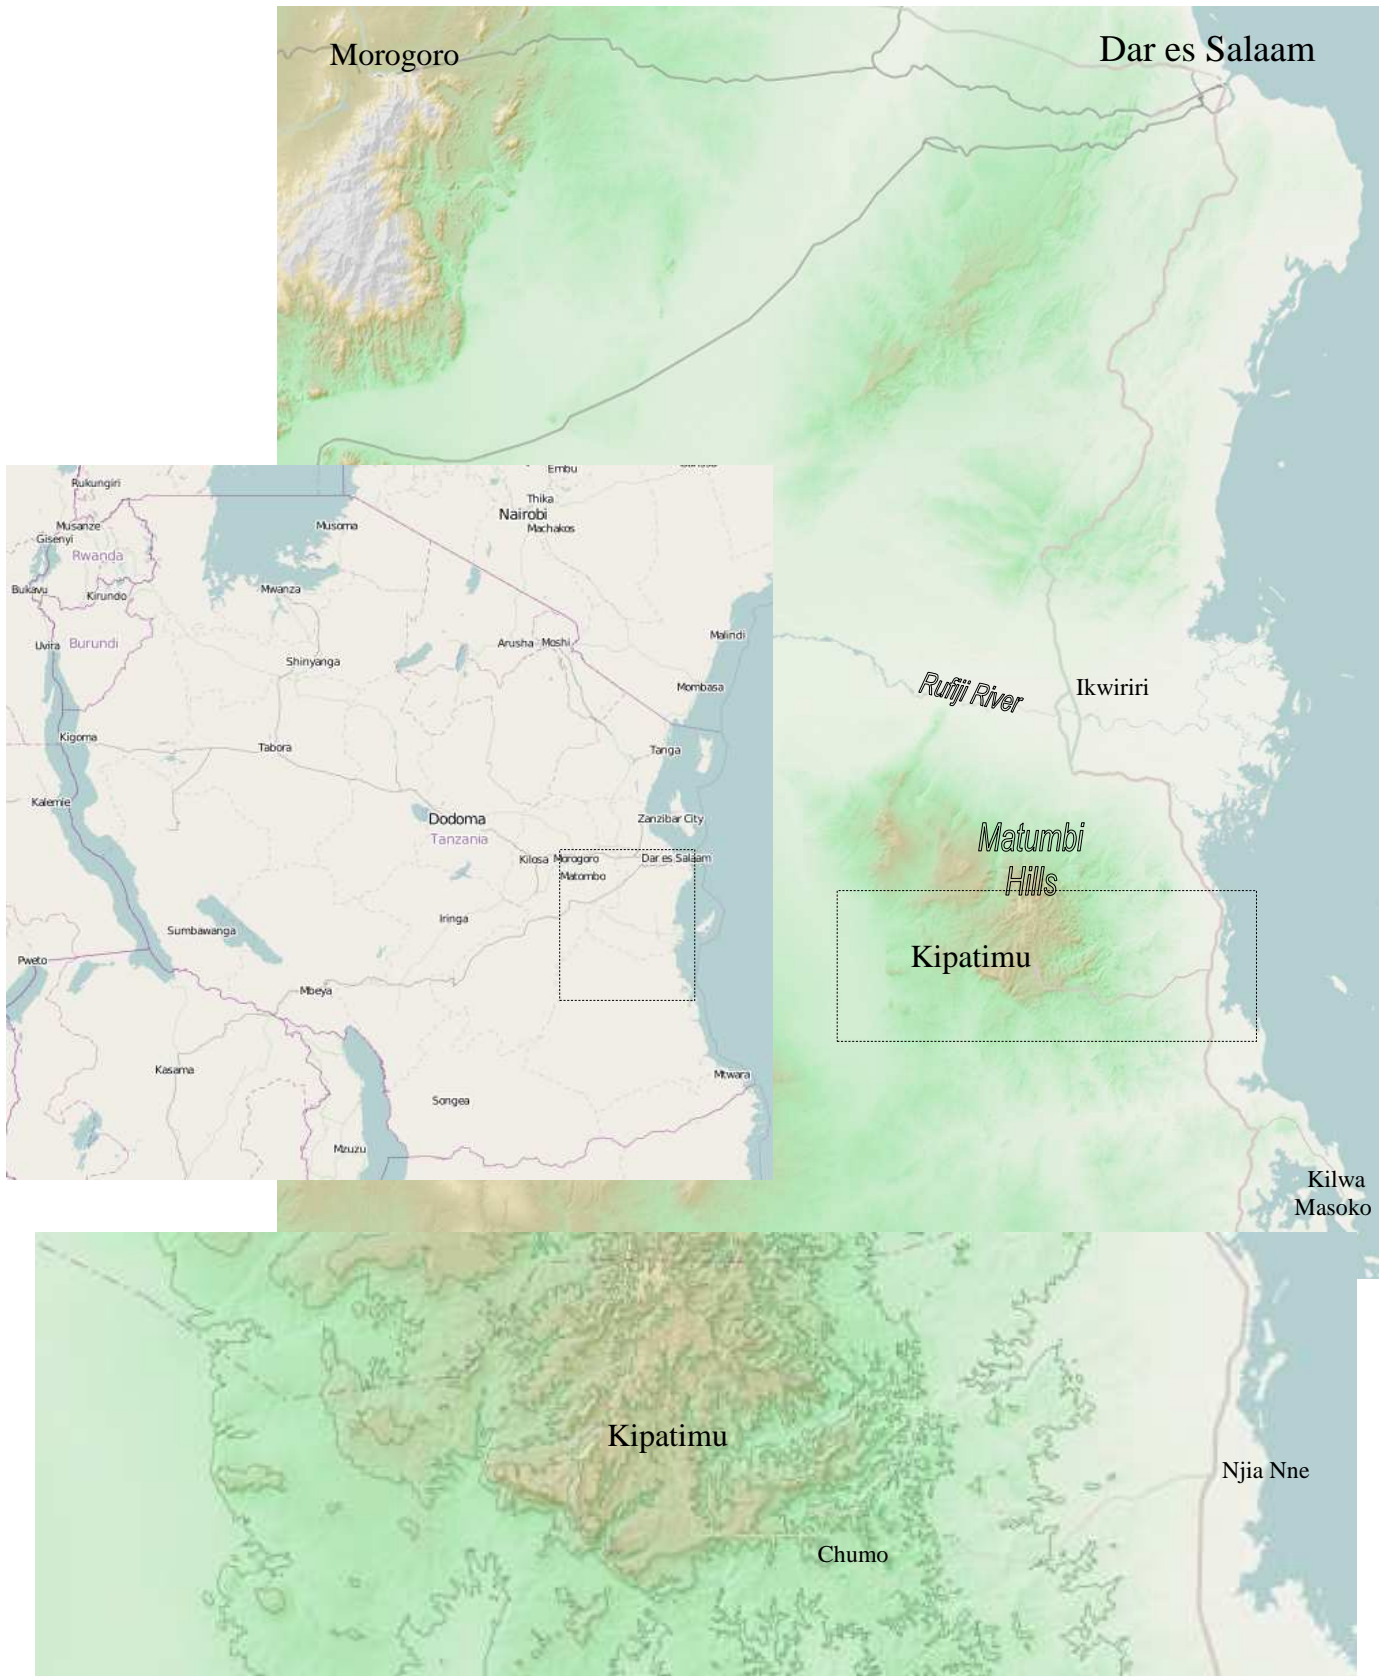 Morogoro
Dar es Salaam
Embu
Rukungiri
Thika
Nairobi
Machakos
Musanze
Musoma
Gisenyi
Rwanda
Bukavu
Kirundo
Mwanza
Malindi
Uvira
Burundi
Arusha
Moshi
Shinyanga
Mombasa
Rufiji River
Ikwiriri
Kigoma
Tabora
Tanga
Kalemie
Dodoma
Tanzania
Zanzibar City
Matumbi
Hills
Kilosa
Morogoro
Dar es Salaam
Matombo
Iringa
Sumbawanga
Kipatimu
Pweto
Mbeya
Kasama
Mtwara
Songea
Mzuzu
Kilwa
Masoko
Kipatimu
Njia Nne
Chumo